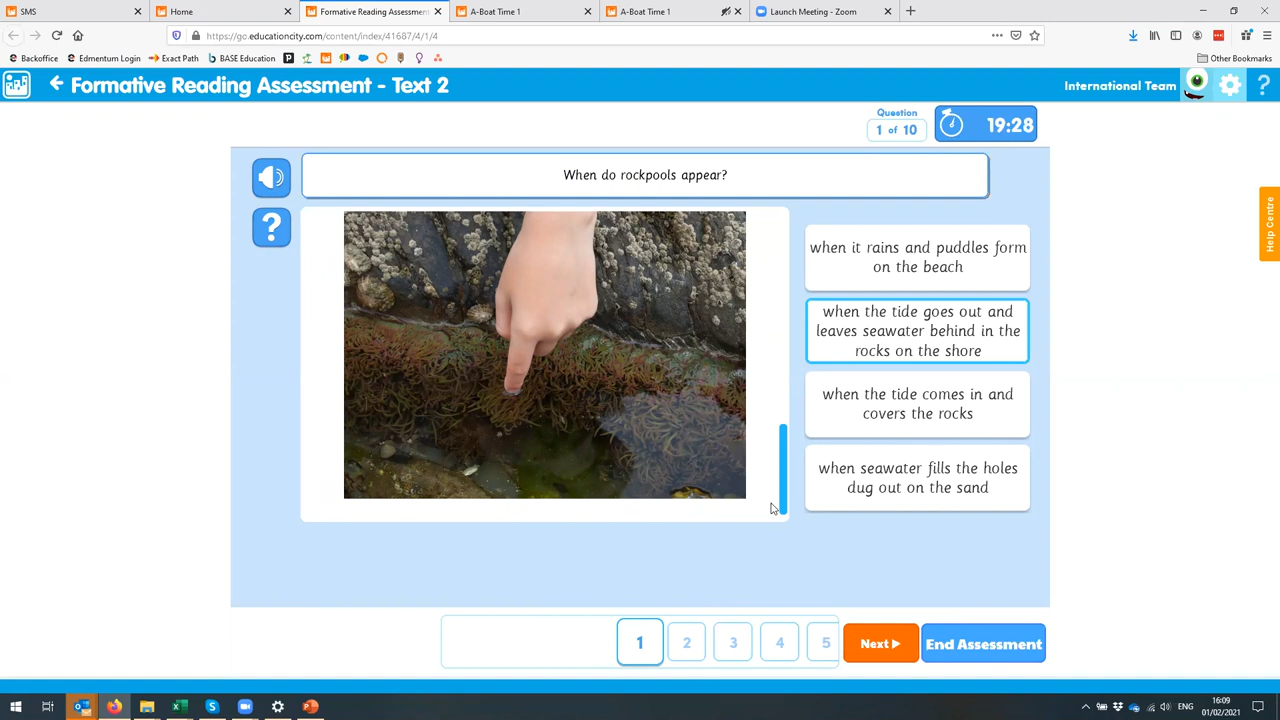 SMS
Home
Formative Reading Assessment
A-Boat Time 1
A-Boat Time 1
Launch Meeting - Zoom
https://go.educationcity.com/content/index/41687/4/1/4
Backoffice
Edmentum Login
Exact Path
BASE Education
Other Bookmarks
Formative Reading Assessment - Text 2
International Team
?
Question
1 of 10
19:28
When do rockpools appear?
?
when it rains and puddles form
on the beach
when the tide goes out and
leaves seawater behind in the
rocks on the shore
when the tide comes in and
covers the rocks
when seawater fills the holes
dug out on the sand
Help Centre
1
2
3
4
5
Next
End Assessment
ENG
16:09
01/02/2021